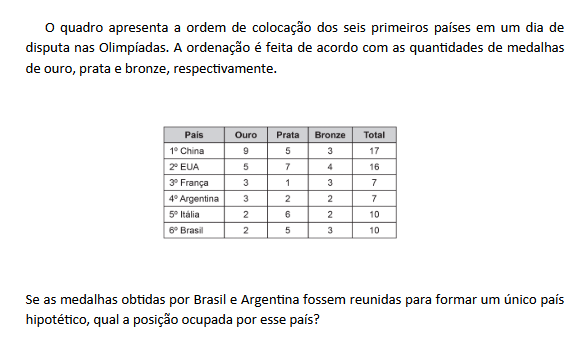 O quadro apresenta a ordem de colocação dos seis primeiros países em um dia de
disputa nas Olimpíadas. A ordenação é feita de acordo com as quantidades de medalhas
de ouro, prata e bronze, respectivamente.
País Ouro Prata Bronze Total
1º China 9 5 3 17
2º EUA 5 7 4 16
3º França 3 1 3 7
4º Argentina 3 2 2 7
5º Itália 2 6 2 10
6º Brasil 2 5 3 10
Se as medalhas obtidas por Brasil e Argentina fossem reunidas para formar um único país
hipotético, qual a posição ocupada por esse país?